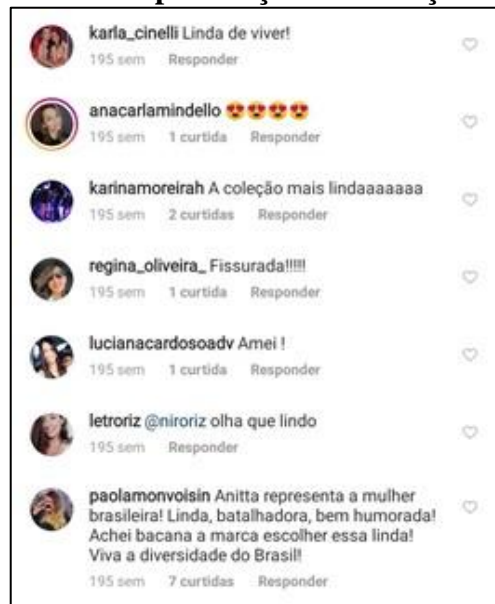 karla_cinelli Linda de viver!
195 sem Responder
anacarlamindello 😍😍😍😍
195 sem 1 curtida Responder
karinamoreirah A coleção mais lindaaaaaaa
195 sem 2 curtidas Responder
regina_oliveira_ Fissurada!!!!!
195 sem 1 curtida Responder
lucianacardosoadv Amei !
195 sem 1 curtida Responder
letroriz @niroriz olha que lindo
195 sem Responder
paolamonvoisin Anitta representa a mulher
brasileira! Linda, batalhadora, bem humorada!
Achei bacana a marca escolher essa linda!
Viva a diversidade do Brasil!
195 sem 7 curtidas Responder